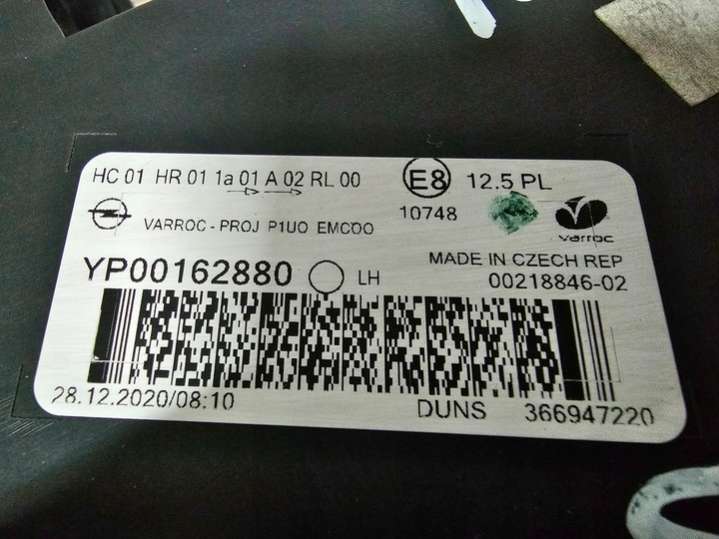 HC 01 HR 01 1a 01 A 02 RL 00
E8
12.5 PL
10748
VARROC - PROJ P1UO EMCOO
varroc
YP00162880
LH
MADE IN CZECH REP
00218846-02
28.12.2020/08:10
DUNS 366947220